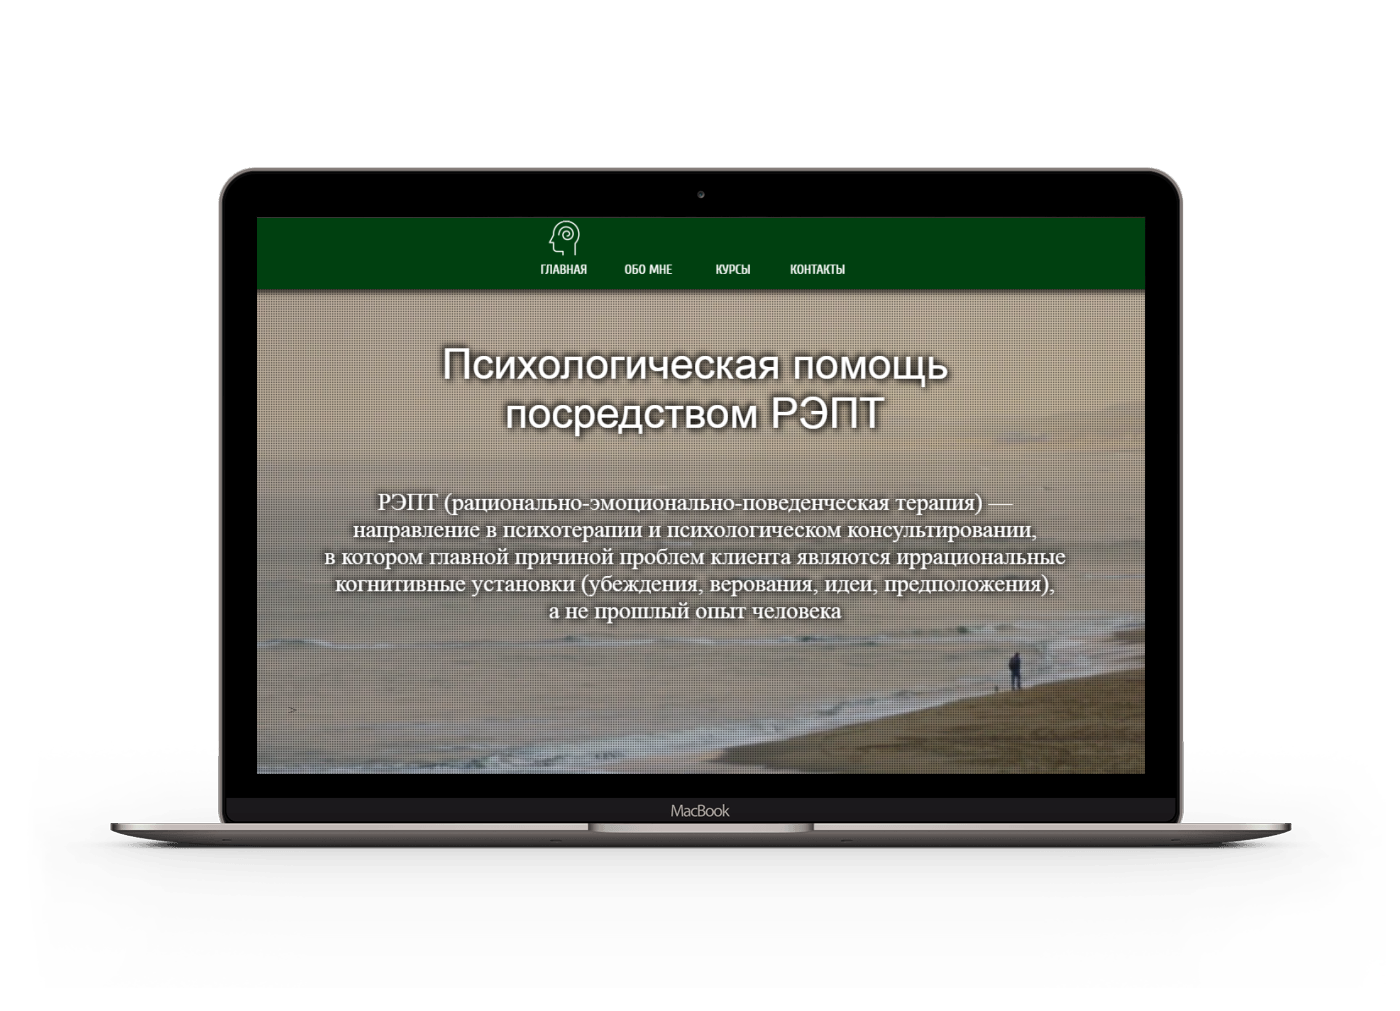 ГЛАВНАЯ ОБО МНЕ КУРСЫ КОНТАКТЫ
Психологическая помощь
посредством РЭПТ
РЭПТ (рационально-эмоционально-поведенческая терапия) —
направление в психотерапии и психологическом консультировании,
в котором главной причиной проблем клиента являются иррациональные
когнитивные установки (убеждения, верования, идеи, предположения),
а не прошлый опыт человека
>
MacBook